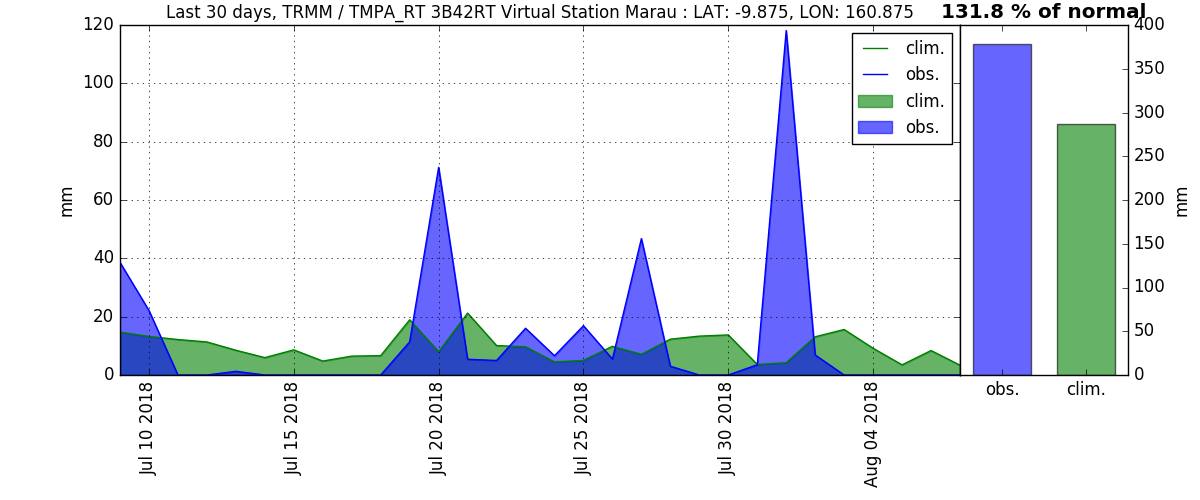 Last 30 days, TRMM / TMPA_RT 3B42RT Virtual Station Marau : LAT: -9.875, LON: 160.875
131.8 % of normal
120
100
80
60
40
20
0
mm
clim.
obs.
clim.
obs.
400
350
300
250
200
150
100
50
0
mm
Jul 10 2018
Jul 15 2018
Jul 20 2018
Jul 25 2018
Jul 30 2018
Aug 04 2018
obs.
clim.